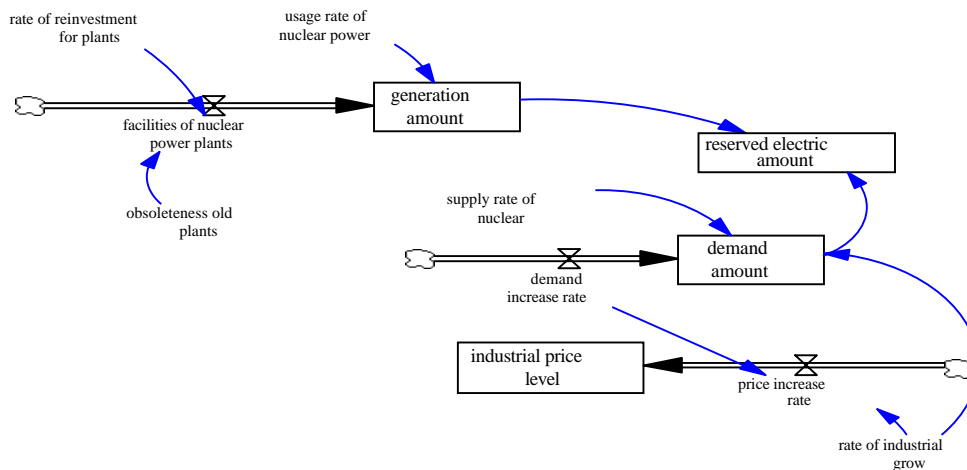 rate of reinvestment
for plants
usage rate of
nuclear power
generation
amount
facilities of nuclear
power plants
reserved electric
amount
obsoleteness old
plants
supply rate of
nuclear
demand
amount
demand
increase rate
industrial price
level
price increase
rate
rate of industrial
grow